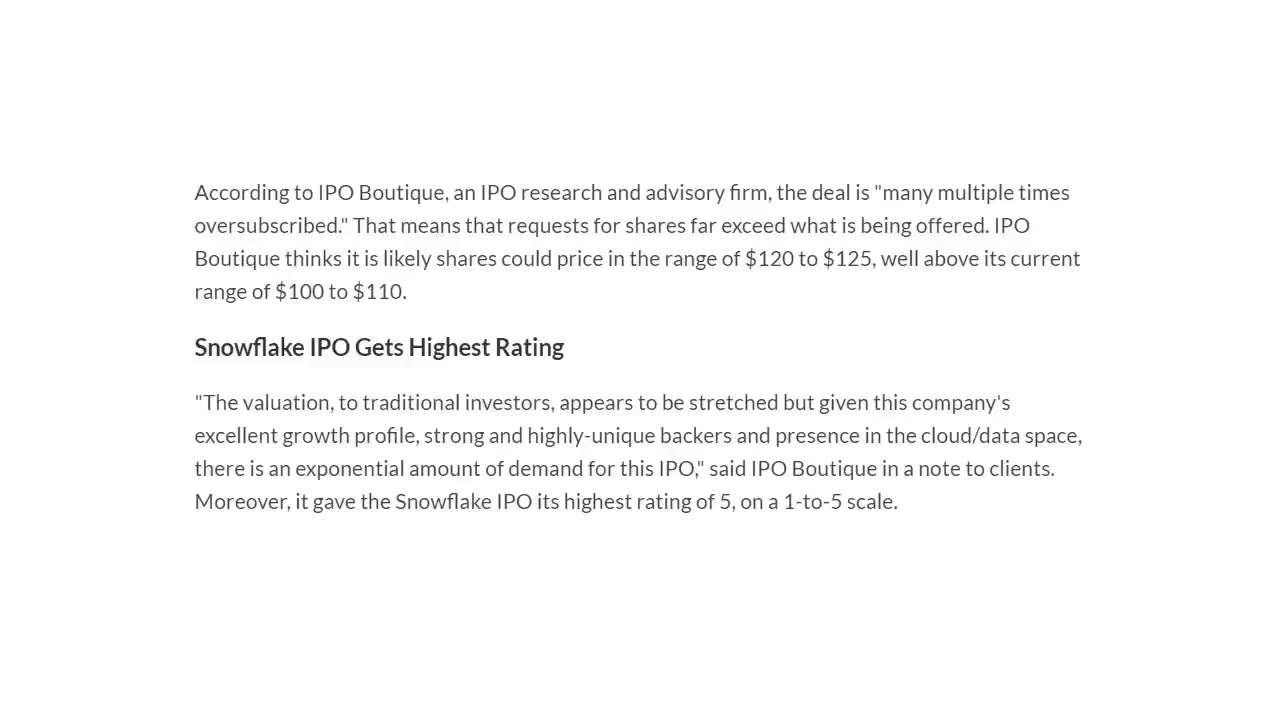 According to IPO Boutique, an IPO research and advisory firm, the deal is "many multiple times
oversubscribed." That means that requests for shares far exceed what is being offered. IPO
Boutique thinks it is likely shares could price in the range of $120 to $125, well above its current
range of $100 to $110.
Snowflake IPO Gets Highest Rating
"The valuation, to traditional investors, appears to be stretched but given this company's
excellent growth profile, strong and highly-unique backers and presence in the cloud/data space,
there is an exponential amount of demand for this IPO," said IPO Boutique in a note to clients.
Moreover, it gave the Snowflake IPO its highest rating of 5, on a 1-to-5 scale.